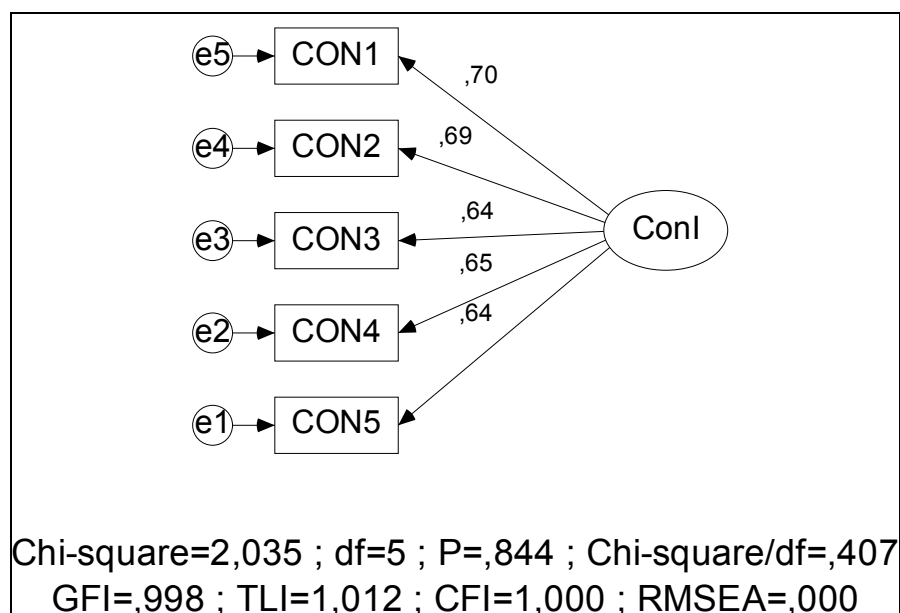 e5 CON1
,70
e4 CON2
,69
e3 CON3
,64
ConI
,65
e2 CON4
,64
e1 CON5
Chi-square=2,035 ; df=5 ; P=,844 ; Chi-square/df=,407
GFI=,998 ; TLI=1,012 ; CFI=1,000 ; RMSEA=,000